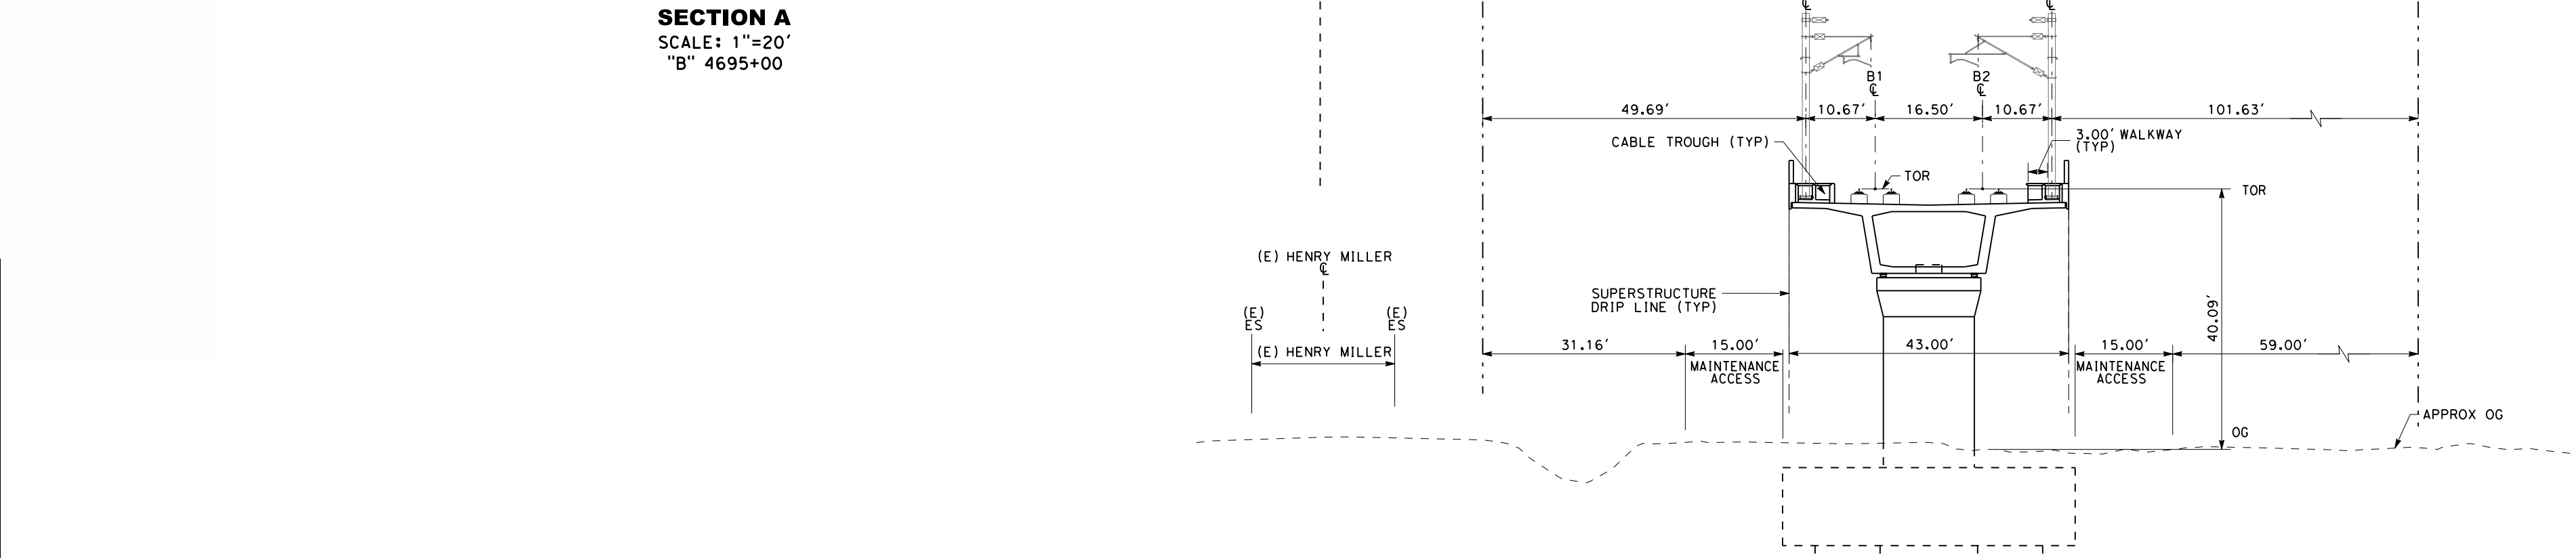 SECTION A
SCALE: 1"=20'
"B" 4695+00
℄
℄
B1
℄
B2
℄
49.69'
10.67'
16.50'
10.67'
101.63'
CABLE TROUGH (TYP)
3.00' WALKWAY
(TYP)
TOR
TOR
(E) HENRY MILLER
℄
SUPERSTRUCTURE
DRIP LINE (TYP)
40.09'
(E)
ES
(E)
ES
(E) HENRY MILLER
31.16'
15.00'
43.00'
15.00'
59.00'
MAINTENANCE
ACCESS
MAINTENANCE
ACCESS
APPROX OG
OG